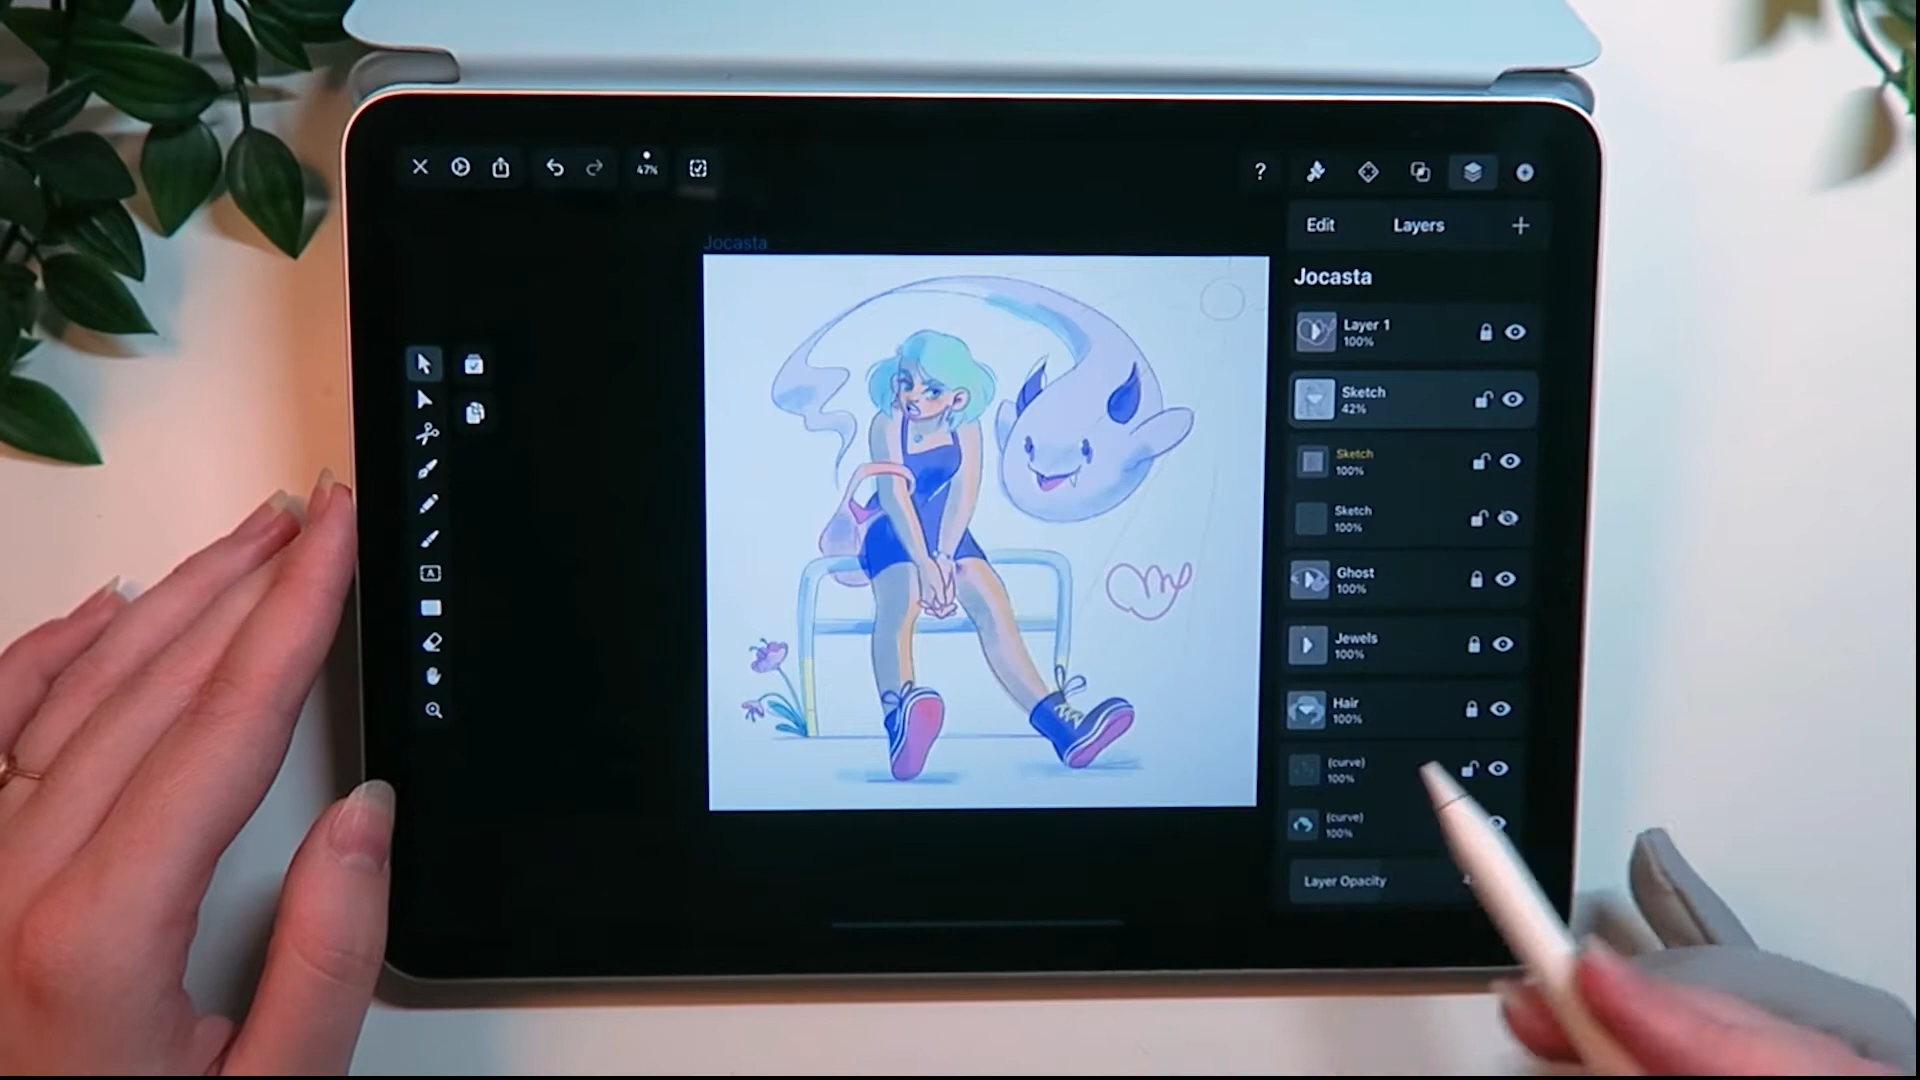 47%
?
Edit
Layers
Jocasta
Jocasta
Layer 1
100%
Sketch
42%
Sketch
100%
Sketch
100%
Ghost
100%
Jewels
100%
Hair
100%
(curve)
100%
(curve)
100%
Layer Opacity
A